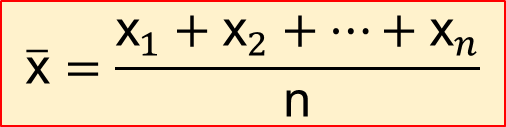 x̄ = (x₁ + x₂ + ⋯ + xₙ) / n